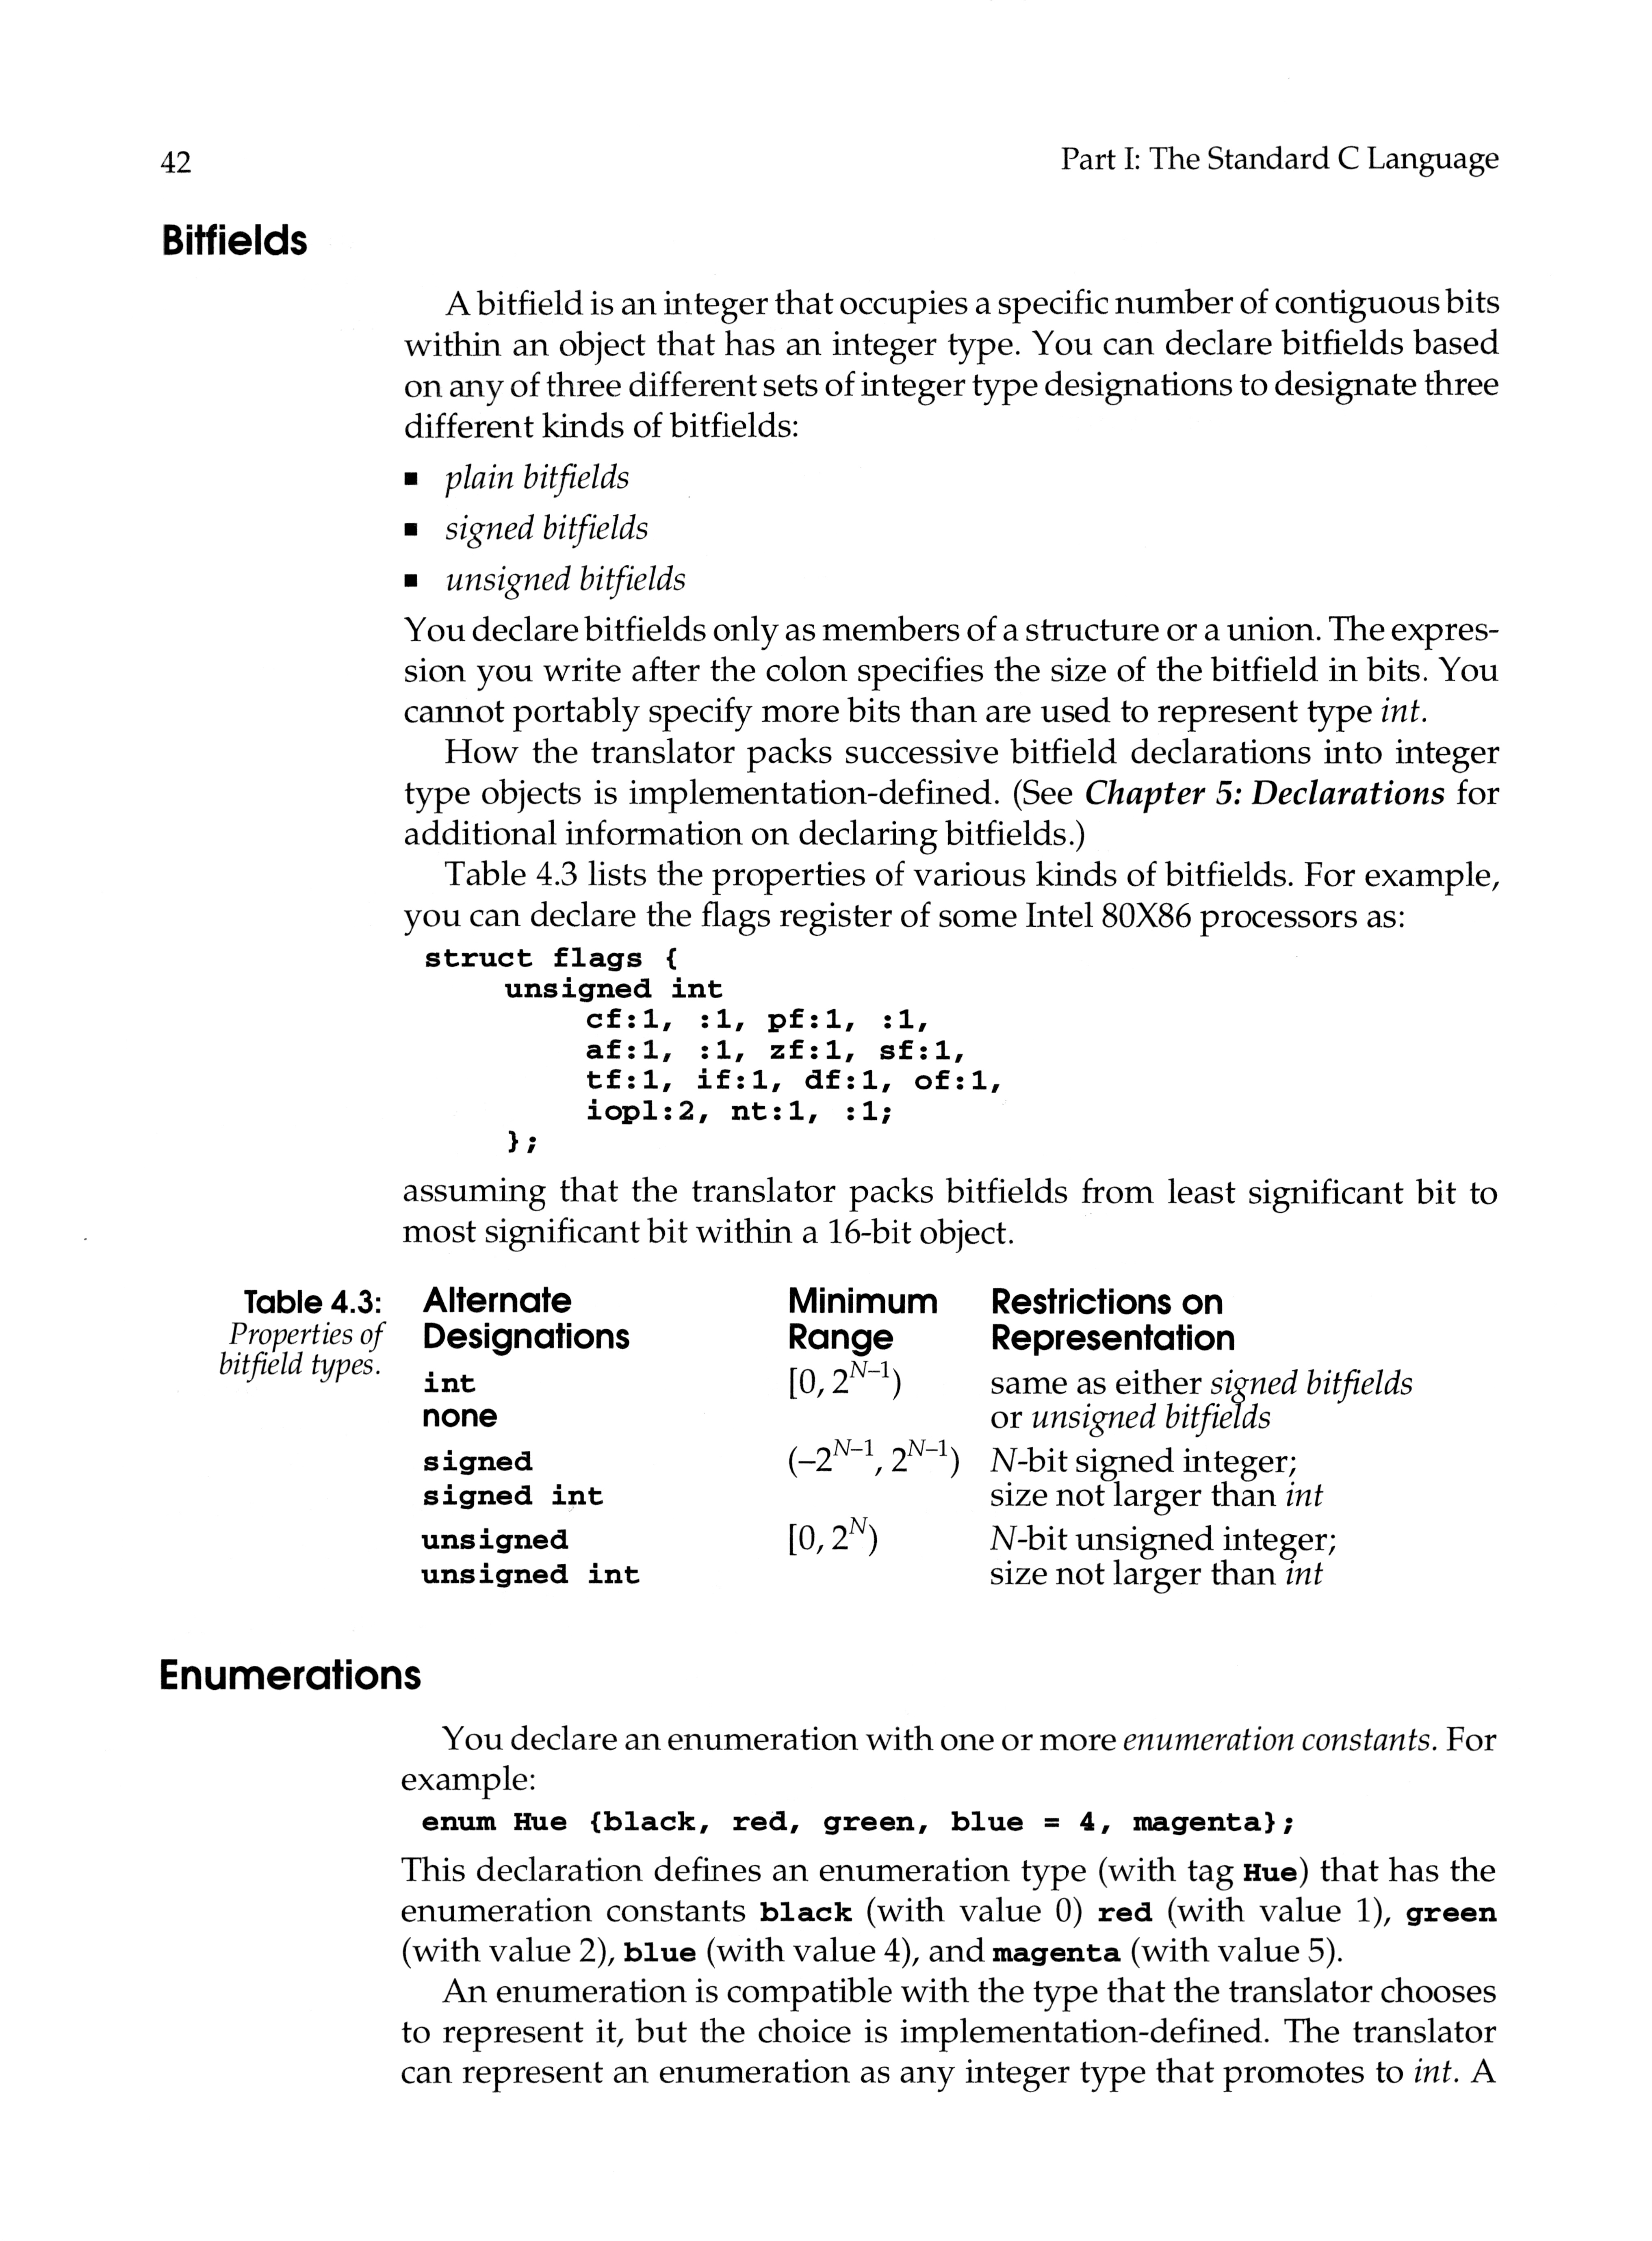 42
Part I: The Standard C Language
Bitfields
A bitfield is an integer that occupies a specific number of contiguous bits
within an object that has an integer type. You can declare bitfields based
on any of three different sets of integer type designations to designate three
different kinds of bitfields:
■ plain bitfields
■ signed bitfields
■ unsigned bitfields
You declare bitfields only as members of a structure or a union. The expres-
sion you write after the colon specifies the size of the bitfield in bits. You
cannot portably specify more bits than are used to represent type int.
How the translator packs successive bitfield declarations into integer
type objects is implementation-defined. (See Chapter 5: Declarations for
additional information on declaring bitfields.)
Table 4.3 lists the properties of various kinds of bitfields. For example,
you can declare the flags register of some Intel 80X86 processors as:
struct flags {
unsigned int
cf:1, :1, pf:1, :1,
af:1, :1, zf:1, sf:1,
tf:1, if:1, df:1, of:1,
iopl:2, nt:1, :1;
};
assuming that the translator packs bitfields from least significant bit to
most significant bit within a 16-bit object.
Table 4.3:
Properties of
bitfield types.
Alternate Minimum Restrictions on
Designations Range Representation
int [0, 2^N–1) same as either signed bitfields
none or unsigned bitfields
signed (–2^N–1, 2^N–1) N-bit signed integer;
signed int size not larger than int
unsigned [0, 2^N) N-bit unsigned integer;
unsigned int size not larger than int
Enumerations
You declare an enumeration with one or more enumeration constants. For
example:
enum Hue {black, red, green, blue = 4, magenta};
This declaration defines an enumeration type (with tag Hue) that has the
enumeration constants black (with value 0) red (with value 1), green
(with value 2), blue (with value 4), and magenta (with value 5).
An enumeration is compatible with the type that the translator chooses
to represent it, but the choice is implementation-defined. The translator
can represent an enumeration as any integer type that promotes to int. A